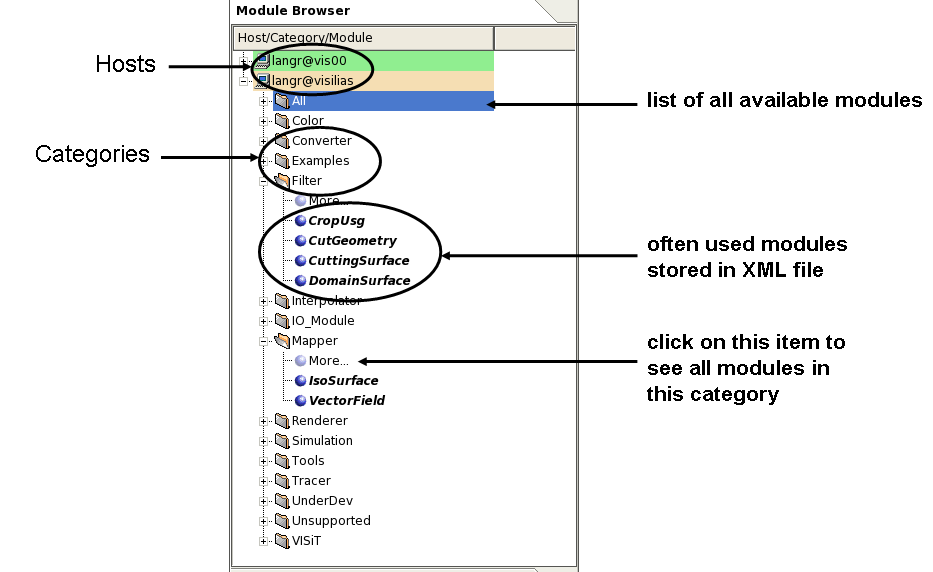 Module Browser
Host/Category/Module
langr@vis00
langr@visilias
All
Color
Converter
Examples
Filter
More...
CropUsg
CutGeometry
CuttingSurface
DomainSurface
Interpolator
IO_Module
Mapper
More...
IsoSurface
VectorField
Renderer
Simulation
Tools
Tracer
UnderDev
Unsupported
VISiT
Hosts
Categories
list of all available modules
often used modules
stored in XML file
click on this item to
see all modules in
this category